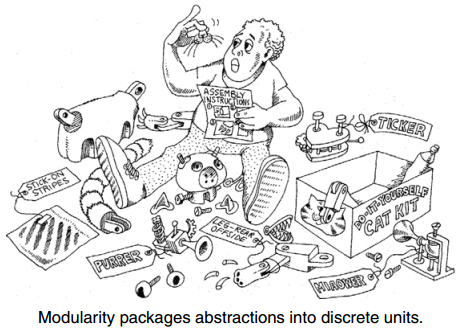 ASSEMBLY
INSTRUCTIONS
TICKER
STICK-ON
STRIPES
DO-IT-YOURSELF
CAT KIT
LEG-REAR
OFFSIDE
PURRER
MIAOWER
Modularity packages abstractions into discrete units.